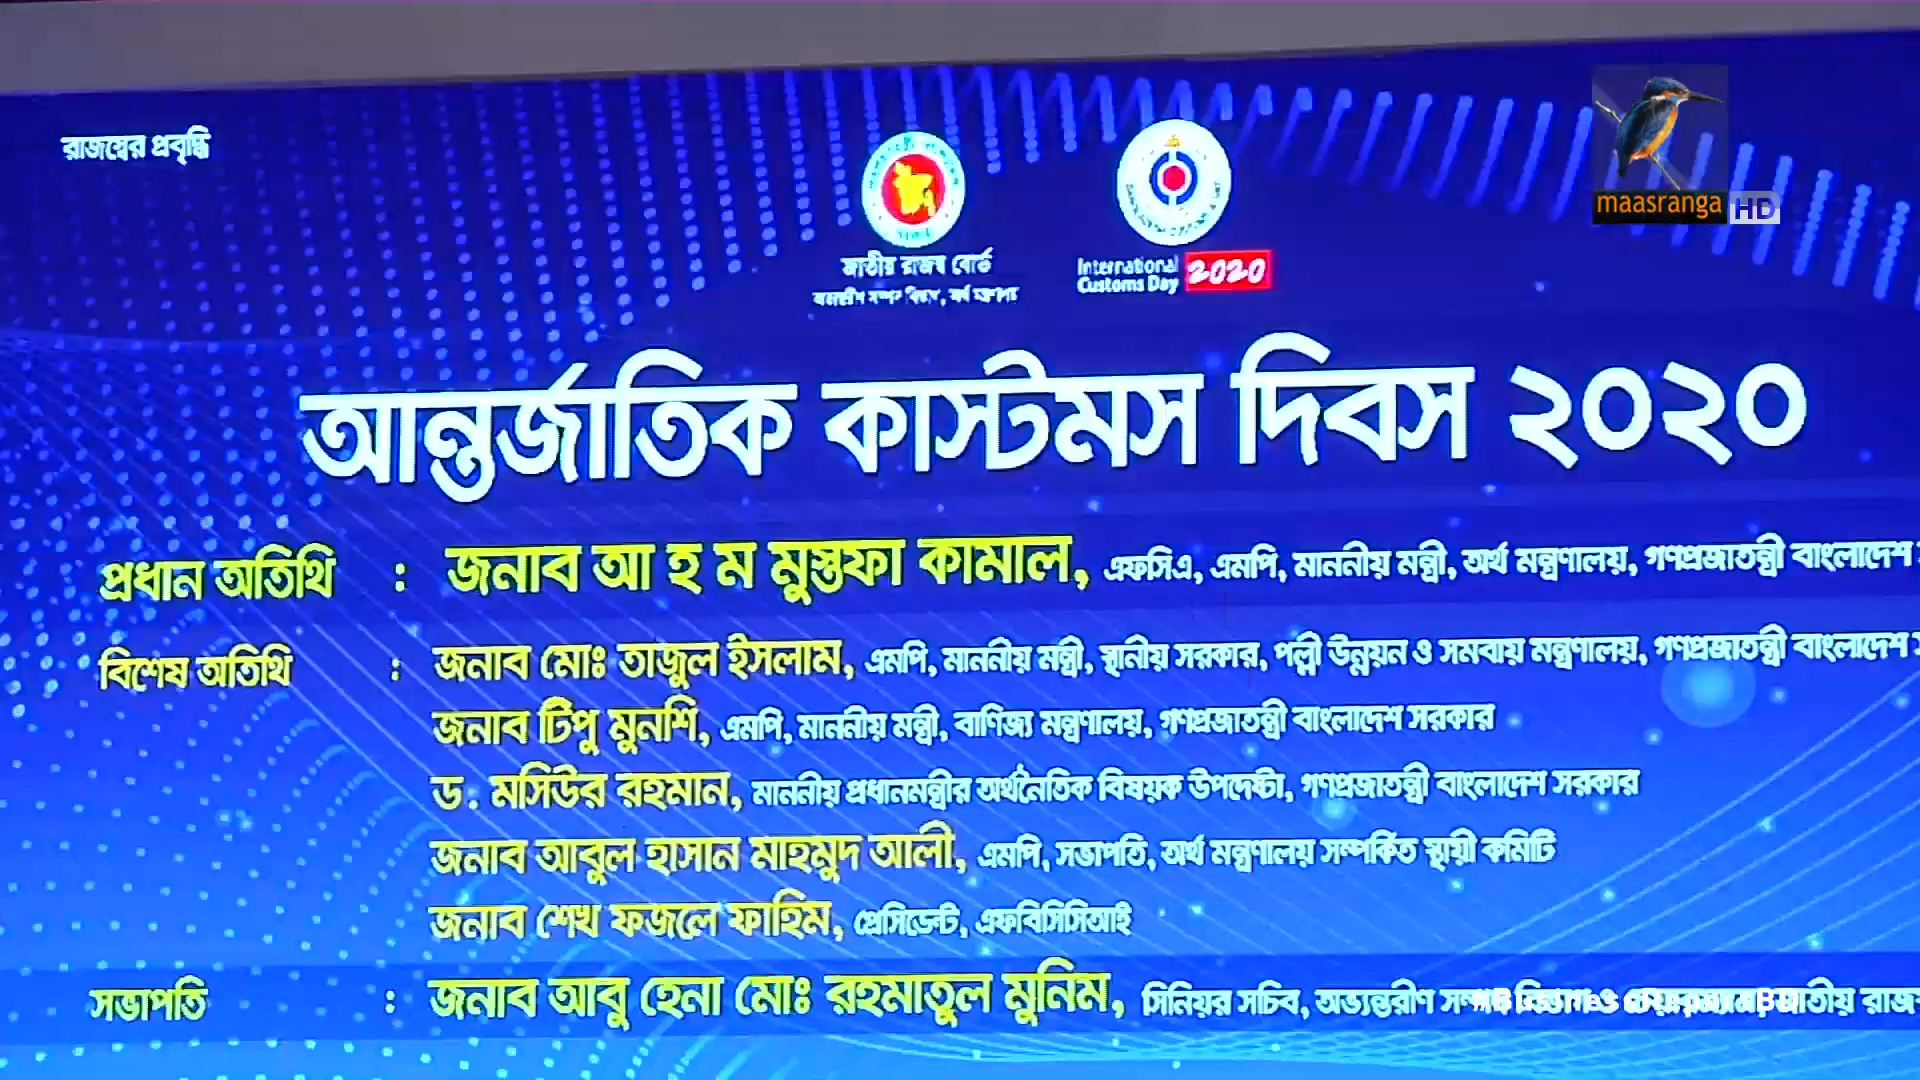 রাজস্বের প্রবৃদ্ধি
maasranga HD
জাতীয় রাজস্ব বোর্ড
International Customs Day 2020
আন্তর্জাতিক কাস্টমস দিবস ২০২০
প্রধান অতিথি : জনাব আ হ ম মুস্তফা কামাল, এফসিএ, এমপি, মাননীয় মন্ত্রী, অর্থ মন্ত্রণালয়, গণপ্রজাতন্ত্রী বাংলাদেশ
বিশেষ অতিথি : জনাব মোঃ তাজুল ইসলাম, এমপি, মাননীয় মন্ত্রী, স্থানীয় সরকার, পল্লী উন্নয়ন ও সমবায় মন্ত্রণালয়, গণপ্রজাতন্ত্রী বাংলাদেশ
জনাব টিপু মুনশি, এমপি, মাননীয় মন্ত্রী, বাণিজ্য মন্ত্রণালয়, গণপ্রজাতন্ত্রী বাংলাদেশ সরকার
ড. মসিউর রহমান, মাননীয় প্রধানমন্ত্রীর অর্থনৈতিক বিষয়ক উপদেষ্টা, গণপ্রজাতন্ত্রী বাংলাদেশ সরকার
জনাব আবুল হাসান মাহমুদ আলী, এমপি, সভাপতি, অর্থ মন্ত্রণালয় সম্পর্কিত স্থায়ী কমিটি
জনাব শেখ ফজলে ফাহিম, প্রেসিডেন্ট, এফবিসিসিআই
সভাপতি : জনাব আবু হেনা মোঃ রহমাতুল মুনিম, সিনিয়র সচিব, অভ্যন্তরীণ